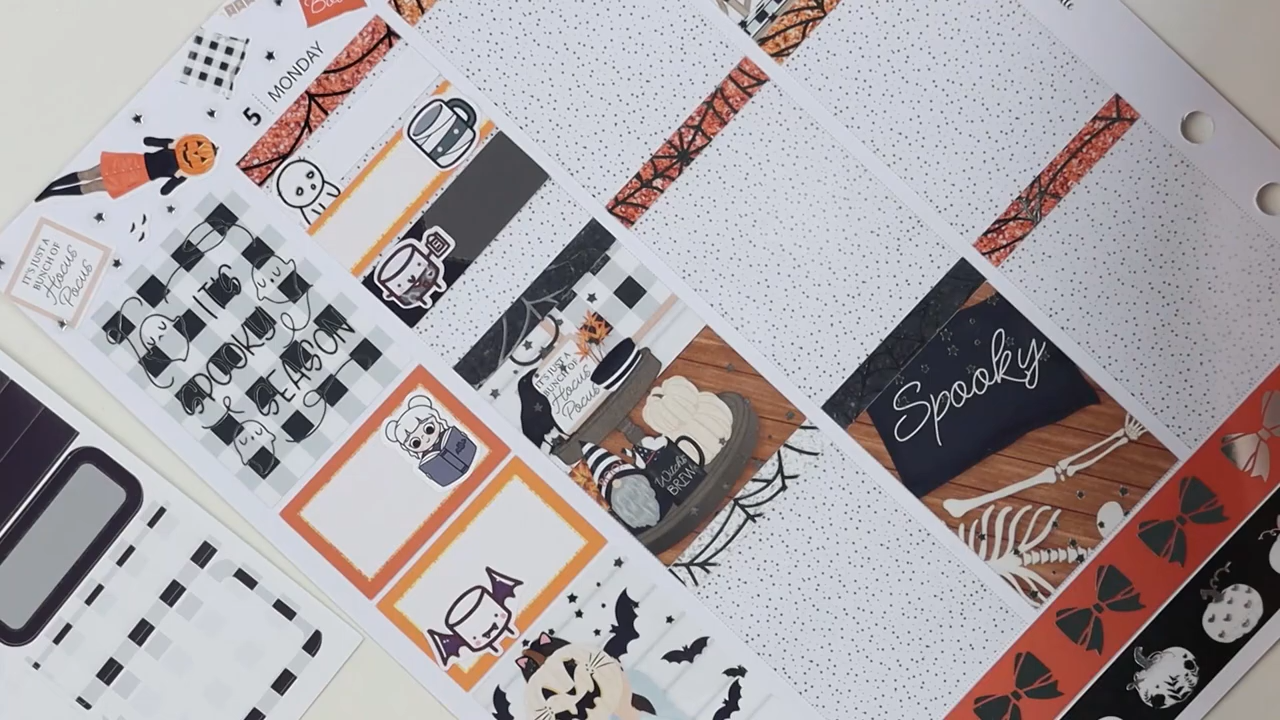 5 MONDAY
IT'S JUST A
BUNCH OF
Hocus
Pocus
IT'S
SPOOKY
SEASON
IT'S JUST A
BUNCH OF
Hocus
Pocus
Witches
BREW
Spooky